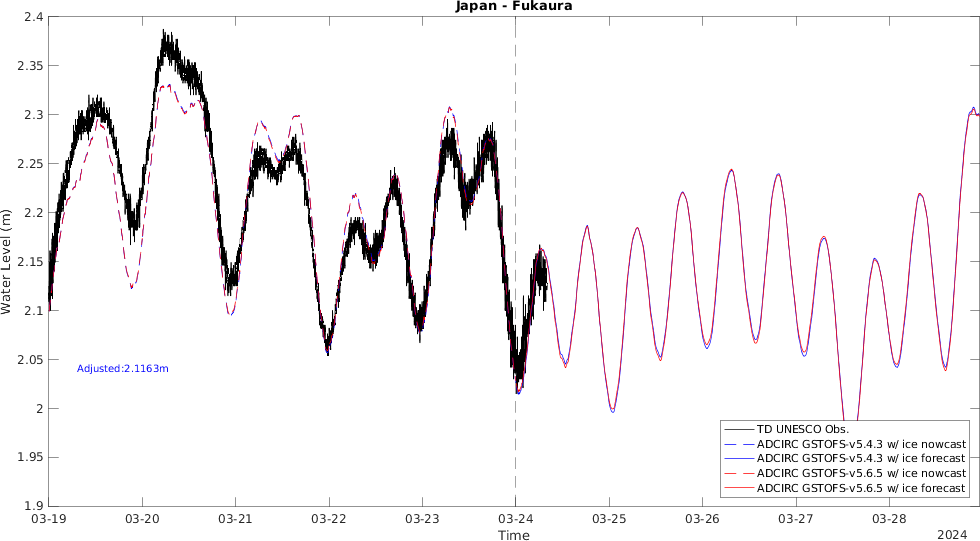 Japan - Fukaura
2.4
2.35
2.3
2.25
2.2
2.15
2.1
2.05
2
1.95
1.9
Water Level (m)
Adjusted:2.1163m
TD UNESCO Obs.
ADCIRC GSTOFS-v5.4.3 w/ ice nowcast
ADCIRC GSTOFS-v5.4.3 w/ ice forecast
ADCIRC GSTOFS-v5.6.5 w/ ice nowcast
ADCIRC GSTOFS-v5.6.5 w/ ice forecast
03-19 03-20 03-21 03-22 03-23 03-24 03-25 03-26 03-27 03-28
Time
2024